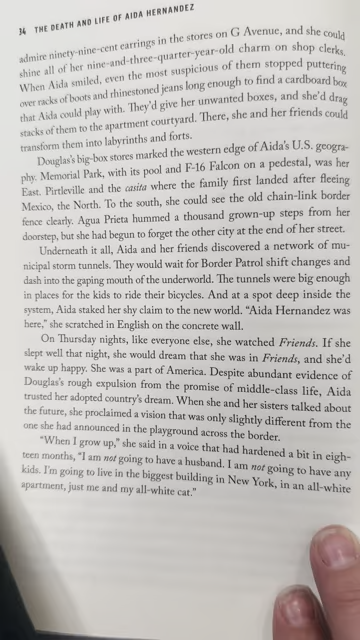 34 THE DEATH AND LIFE OF AIDA HERNANDEZ
admire ninety-nine-cent earrings in the stores on G Avenue, and she could
shine all of her nine-and-three-quarter-year-old charm on shop clerks.
When Aida smiled, even the most suspicious of them stopped puttering
over racks of boots and rhinestoned jeans long enough to find a cardboard box
that Aida could play with. They'd give her unwanted boxes, and she'd drag
stacks of them to the apartment courtyard. There, she and her friends could
transform them into labyrinths and forts.
Douglas's big-box stores marked the western edge of Aida's U.S. geogra-
phy. Memorial Park, with its pool and F-16 Falcon on a pedestal, was her
East. Pirtleville and the casita where the family first landed after fleeing
Mexico, the North. To the south, she could see the old chain-link border
fence clearly. Agua Prieta hummed a thousand grown-up steps from her
doorstep, but she had begun to forget the other city at the end of her street.
Underneath it all, Aida and her friends discovered a network of mu-
nicipal storm tunnels. They would wait for Border Patrol shift changes and
dash into the gaping mouth of the underworld. The tunnels were big enough
in places for the kids to ride their bicycles. And at a spot deep inside the
system, Aida staked her shy claim to the new world. "Aida Hernandez was
here," she scratched in English on the concrete wall.
On Thursday nights, like everyone else, she watched Friends. If she
slept well that night, she would dream that she was in Friends, and she'd
wake up happy. She was a part of America. Despite abundant evidence of
Douglas's rough expulsion from the promise of middle-class life, Aida
trusted her adopted country's dream. When she and her sisters talked about
the future, she proclaimed a vision that was only slightly different from the
one she had announced in the playground across the border.
"When I grow up," she said in a voice that had hardened a bit in eigh-
teen months, "I am not going to have a husband. I am not going to have any
kids. I'm going to live in the biggest building in New York, in an all-white
apartment, just me and my all-white cat."